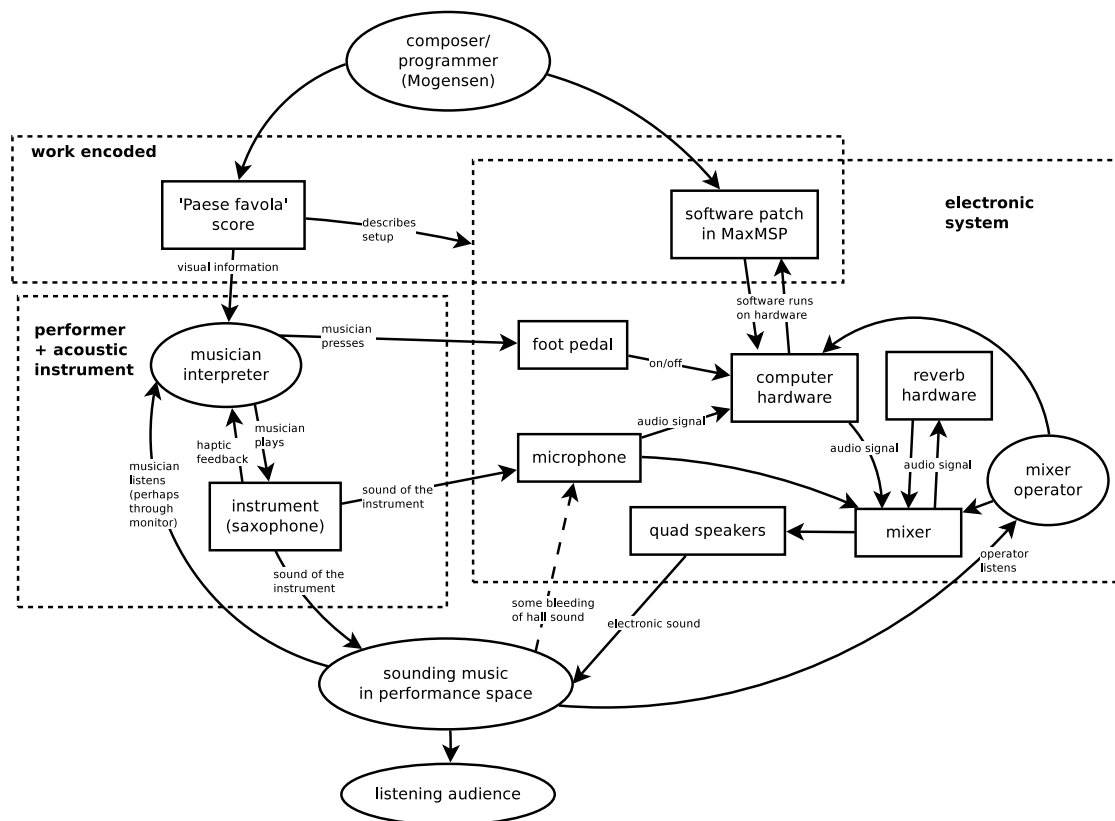 composer/
programmer
(Mogensen)
work encoded
'Paese favola'
score
describes
setup
software patch
in MaxMSP
electronic
system
visual information
software runs
on hardware
performer
+ acoustic
instrument
musician
interpreter
musician
presses
foot pedal
on/off
computer
hardware
reverb
hardware
musician
plays
haptic
feedback
audio signal
audio signal
audio signal
musician
listens
(perhaps
through
monitor)
instrument
(saxophone)
sound of the
instrument
microphone
mixer
operator
quad speakers
mixer
operator
listens
sound of the
instrument
some bleeding
of hall sound
electronic sound
sounding music
in performance space
listening audience